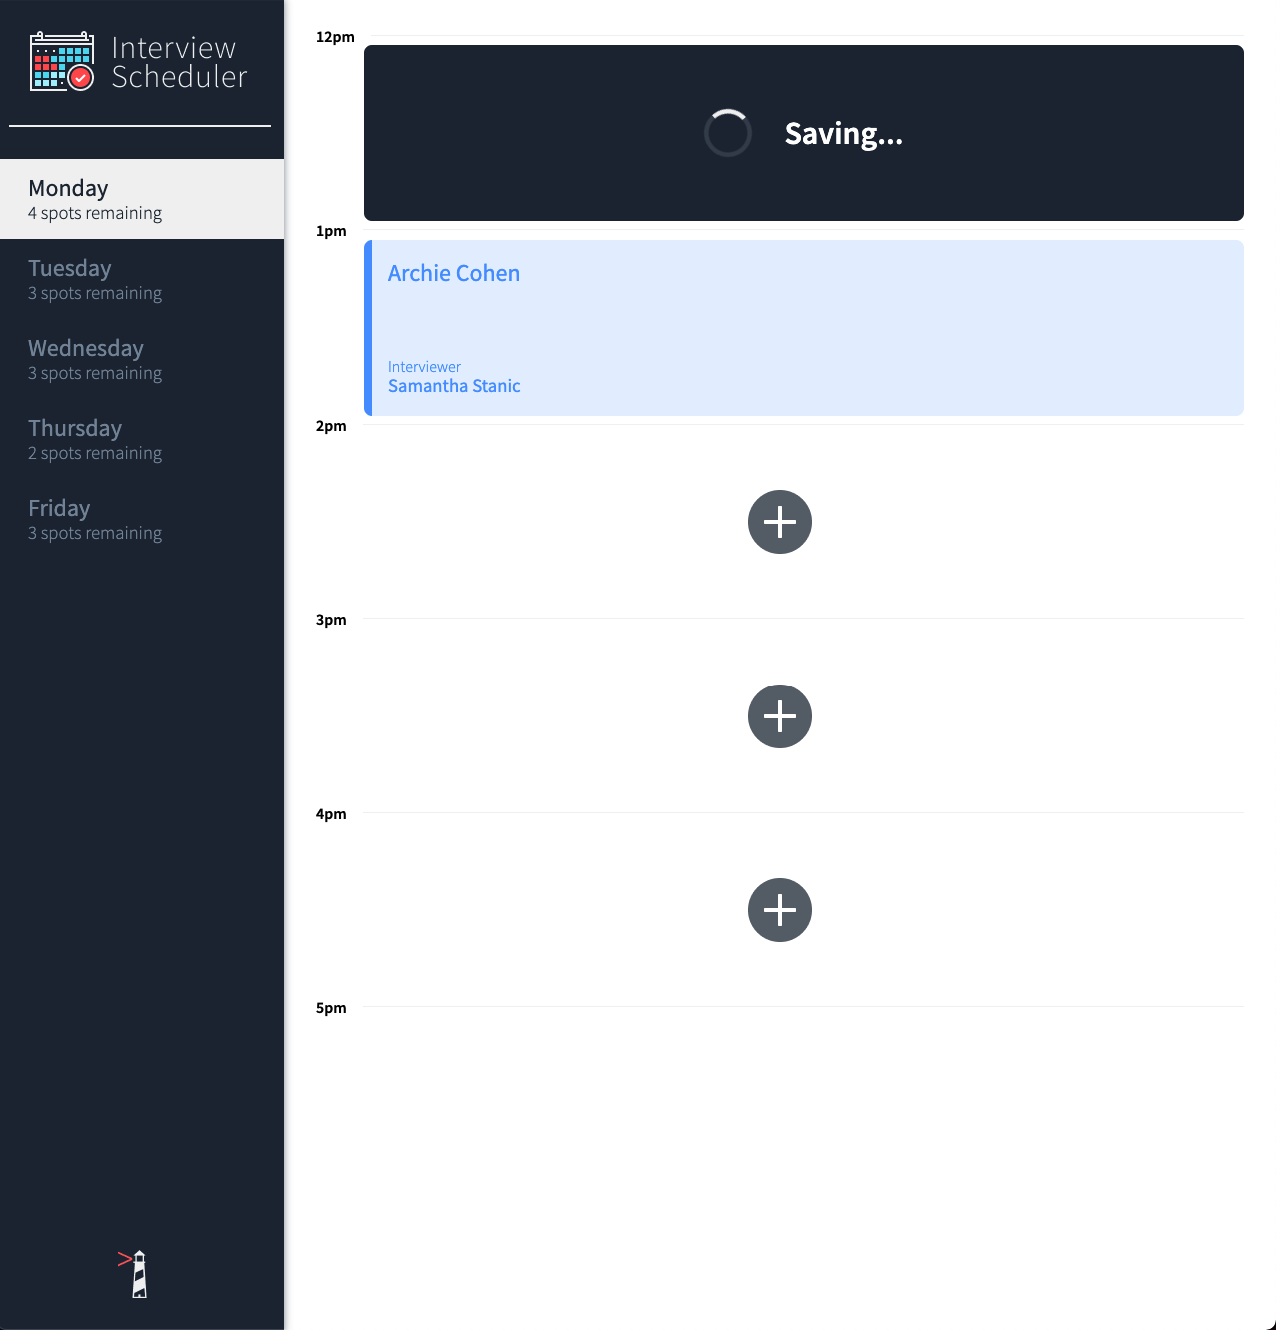 Interview
Scheduler
Monday
4 spots remaining
Tuesday
3 spots remaining
Wednesday
3 spots remaining
Thursday
2 spots remaining
Friday
3 spots remaining
12pm
Saving...
1pm
Archie Cohen
Interviewer
Samantha Stanic
2pm
3pm
4pm
5pm